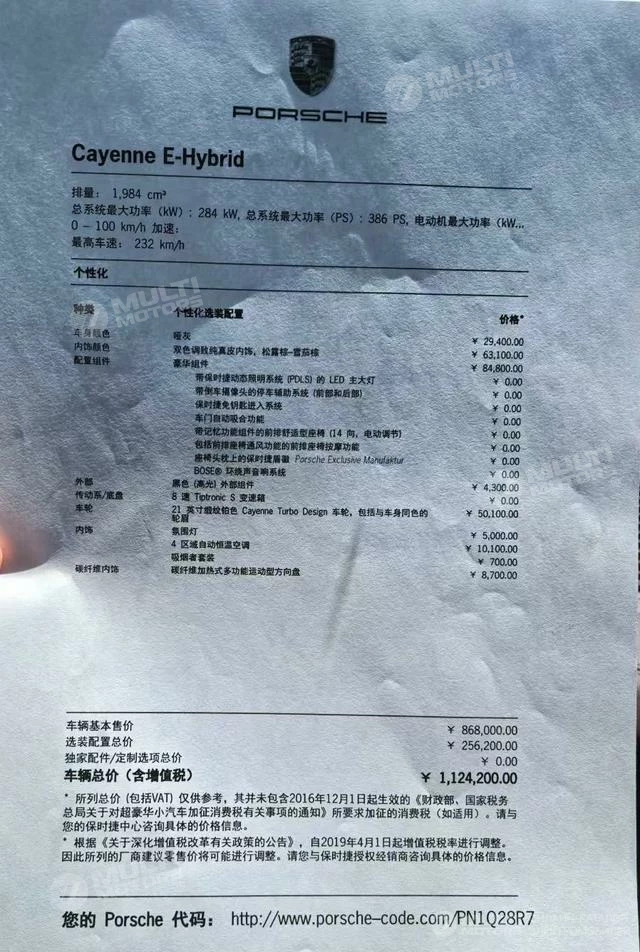 PORSCHE
MULTI MOTORS
Cayenne E-Hybrid
排量： 1,984 cm³
总系统最大功率（kW）: 284 kW, 总系统最大功率（PS）: 386 PS, 电动机最大功率（kW...
0 – 100 km/h 加速:
最高车速： 232 km/h
个性化
MULTI MOTORS
种类 个性化选装配置 价格*
车身颜色 哑灰 ¥ 29,400.00
内饰颜色 双色调致纯真皮内饰，松露棕-雪茄棕 ¥ 63,100.00
配置组件 豪华组件 ¥ 84,800.00
带保时捷动态照明系统 (PDLS) 的 LED 主大灯 ¥ 0.00
带倒车摄像头的停车辅助系统 (前部和后部) ¥ 0.00
保时捷免钥匙进入系统 ¥ 0.00
车门自动吸合功能 ¥ 0.00
带记忆功能组件的前排舒适型座椅 (14 向，电动调节) ¥ 0.00
包括前排座椅通风功能的前排座椅按摩功能 ¥ 0.00
座椅头枕上的保时捷盾徽 Porsche Exclusive Manufaktur ¥ 0.00
BOSE® 环绕声音响系统 ¥ 0.00
外部 黑色 (高光) 外部组件 ¥ 4,300.00
传动系/底盘 8 速 Tiptronic S 变速箱 ¥ 0.00
车轮 21 英寸缎纹铂色 Cayenne Turbo Design 车轮，包括与车身同色的 ¥ 50,100.00
轮眉
内饰 氛围灯 ¥ 5,000.00
4 区域自动恒温空调 ¥ 10,100.00
吸烟者套装 ¥ 700.00
碳纤维内饰 碳纤维加热式多功能运动型方向盘 ¥ 8,700.00
车辆基本售价 ¥ 868,000.00
选装配置总价 ¥ 256,200.00
独家配件/定制选项总价 ¥ 0.00
车辆总价（含增值税） ¥ 1,124,200.00
* 所列总价 (包括VAT) 仅供参考，其并未包含2016年12月1日起生效的《财政部、国家税务
总局关于对超豪华小汽车加征消费税有关事项的通知》所要求加征的消费税（如适用）。请与
您的保时捷中心咨询具体的价格信息。
* 根据《关于深化增值税改革有关政策的公告》，自2019年4月1日起增值税税率进行调整。
因此所列的厂商建议零售价将可能进行调整。请您与保时捷授权经销商咨询具体的价格信息。
您的 Porsche 代码： http://www.porsche-code.com/PN1Q28R7